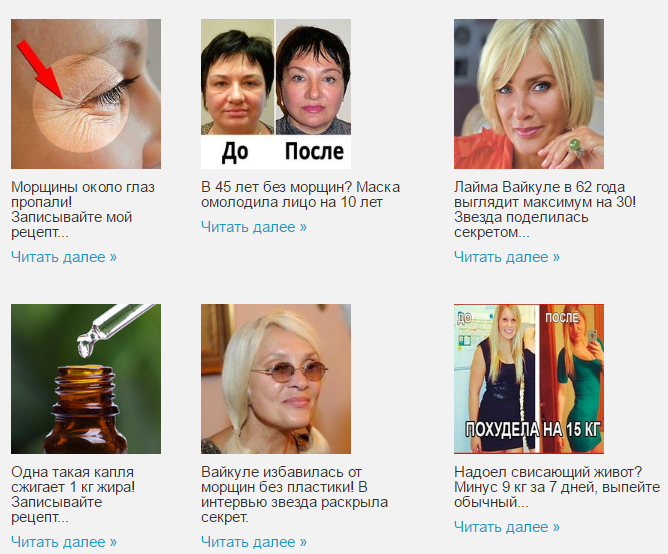 До После
Морщины около глаз
пропали!
Записывайте мой
рецепт...
Читать далее »
В 45 лет без морщин? Маска
омолодила лицо на 10 лет
Читать далее »
Лайма Вайкуле в 62 года
выглядит максимум на 30!
Звезда поделилась
секретом...
Читать далее »
ДО ПОСЛЕ
ПОХУДЕЛА НА 15 КГ
Одна такая капля
сжигает 1 кг жира!
Записывайте
рецепт...
Читать далее »
Вайкуле избавилась от
морщин без пластики! В
интервью звезда раскрыла
секрет.
Читать далее »
Надоел свисающий живот?
Минус 9 кг за 7 дней, выпейте
обычный...
Читать далее »